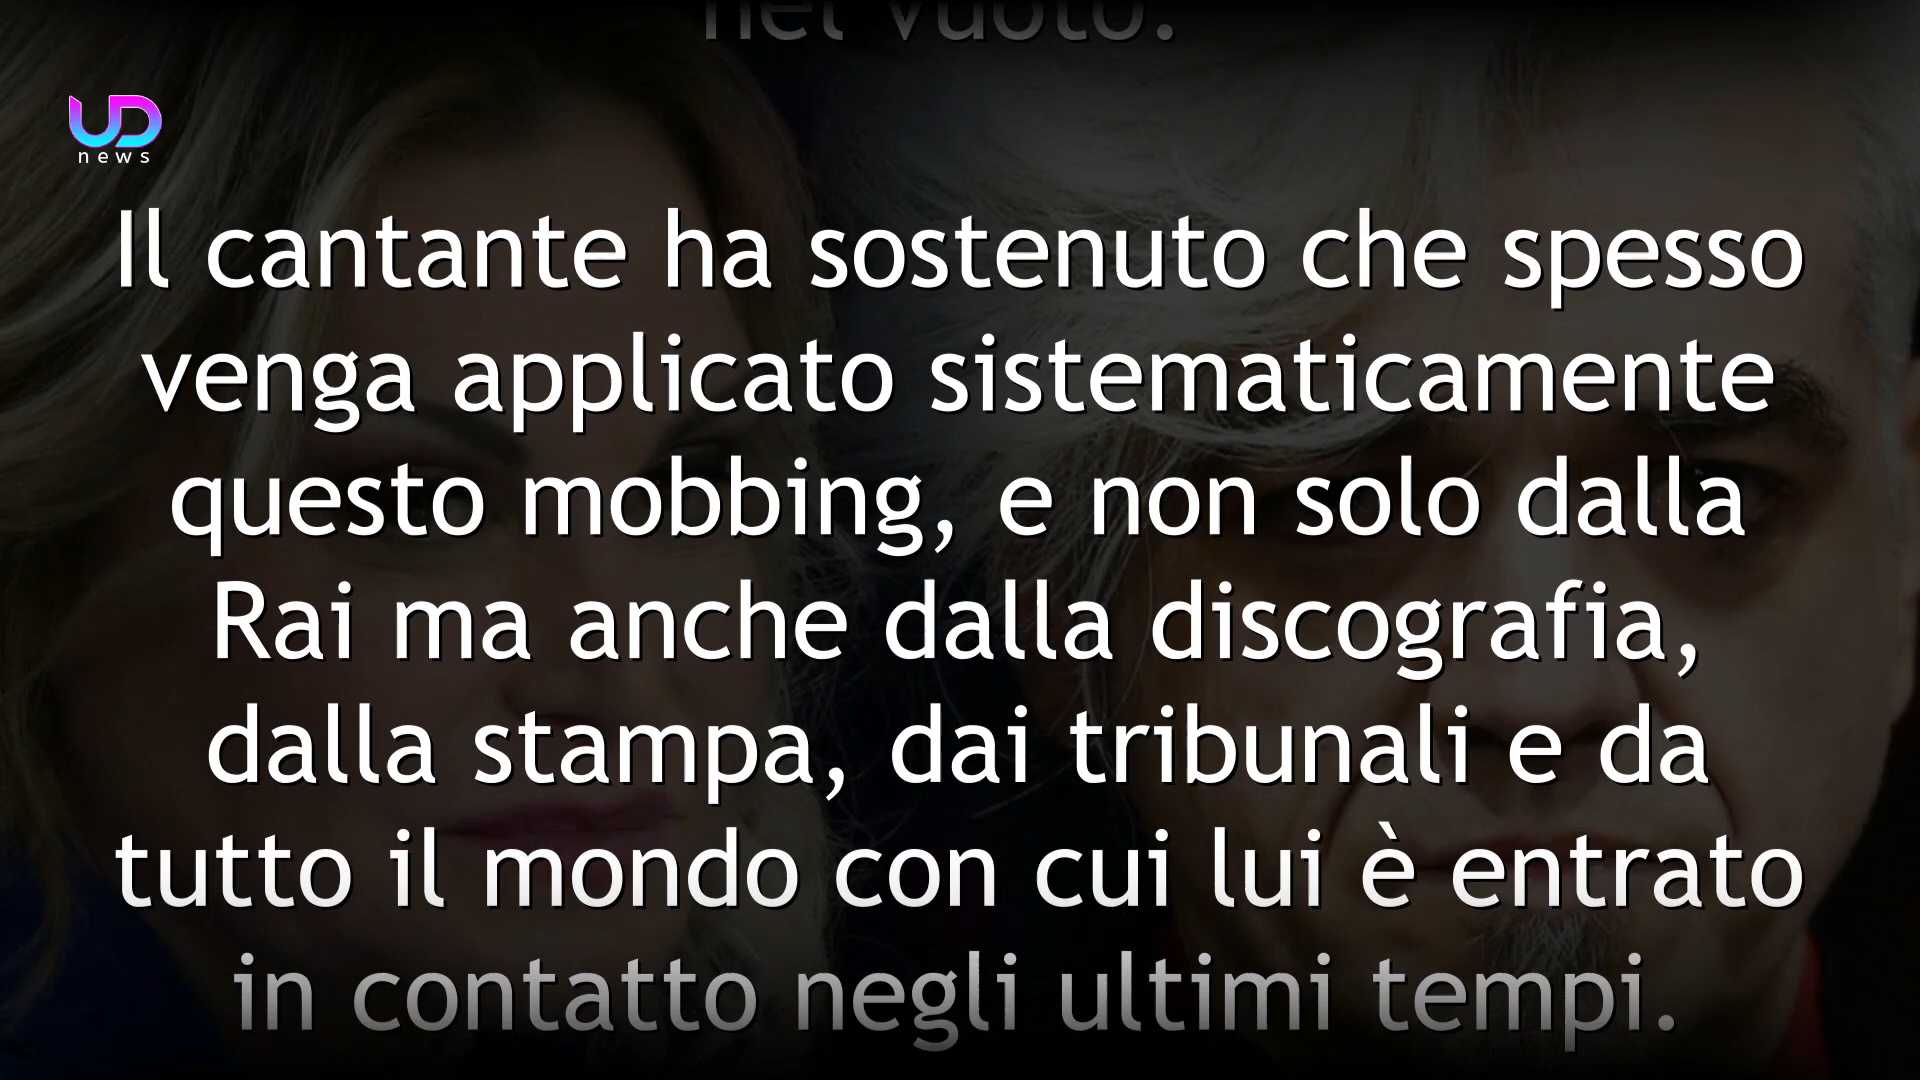 nel vuoto.
UD
news
Il cantante ha sostenuto che spesso
venga applicato sistematicamente
questo mobbing, e non solo dalla
Rai ma anche dalla discografia,
dalla stampa, dai tribunali e da
tutto il mondo con cui lui è entrato
in contatto negli ultimi tempi.